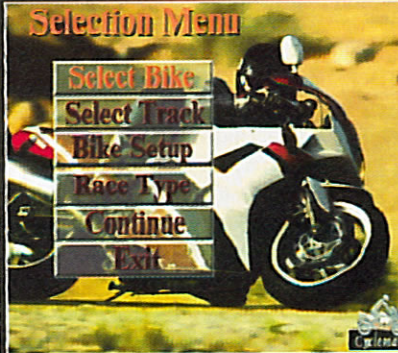 Selection Menu
Select Bike
Select Track
Bike Setup
Race Type
Continue
Exit